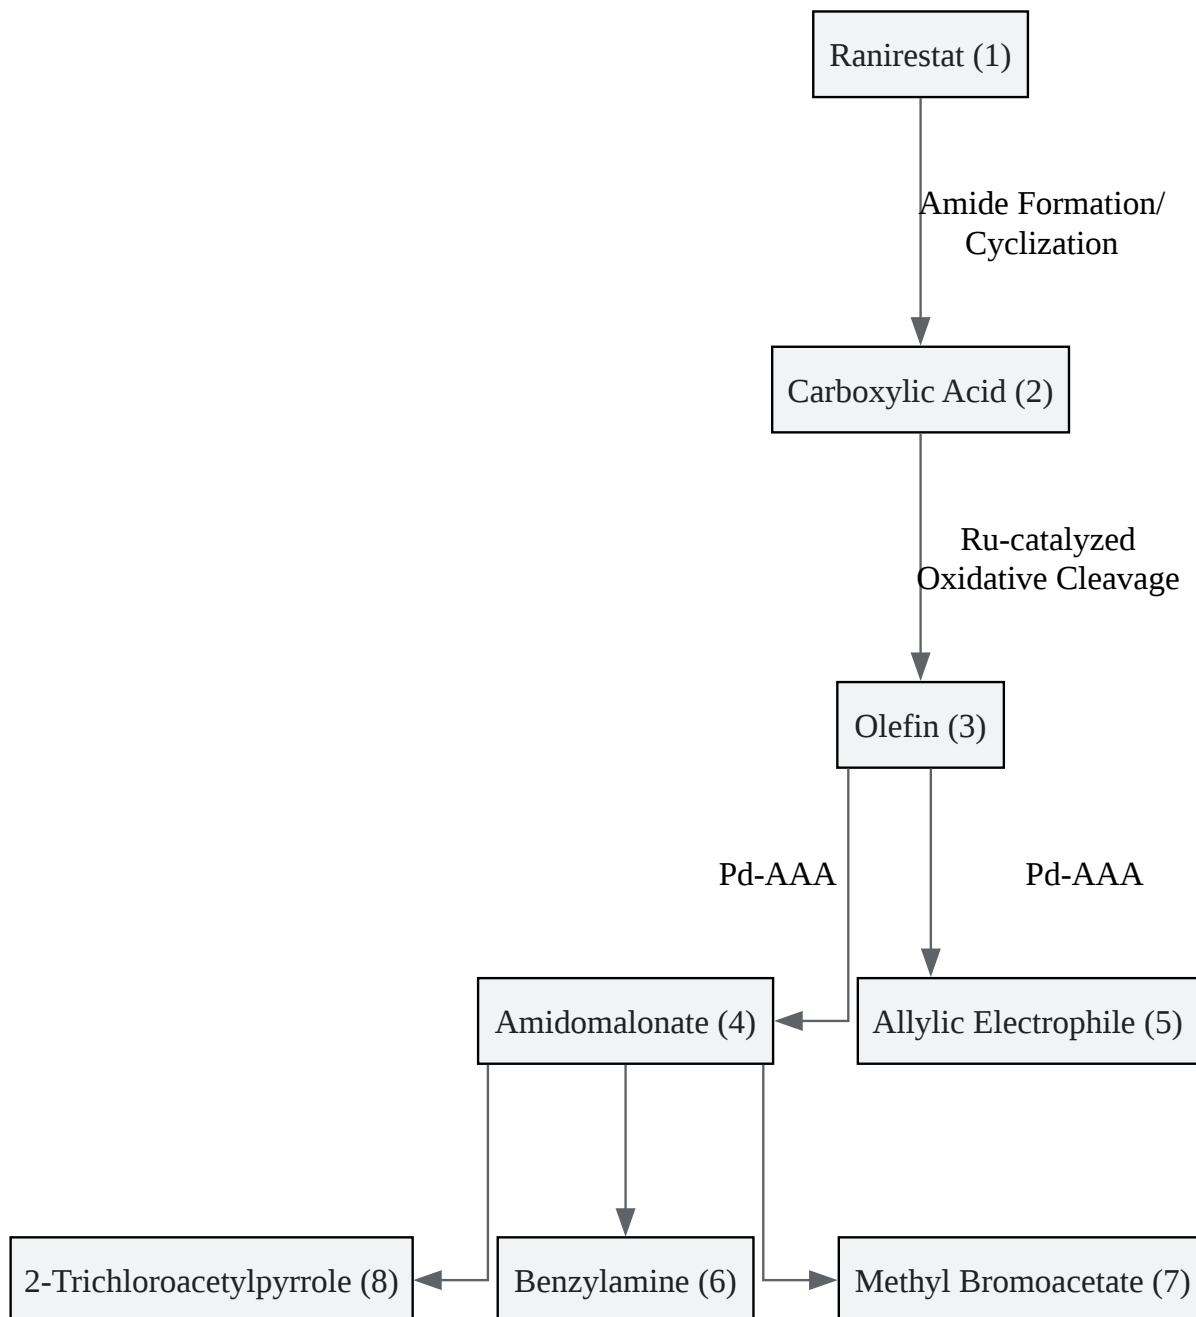 Ranirestat (1)
Amide Formation/
Cyclization
Carboxylic Acid (2)
Ru-catalyzed
Oxidative Cleavage
Olefin (3)
Pd-AAA
Pd-AAA
Amidomalonate (4)
Allylic Electrophile (5)
2-Trichloroacetylpyrrole (8)
Benzylamine (6)
Methyl Bromoacetate (7)